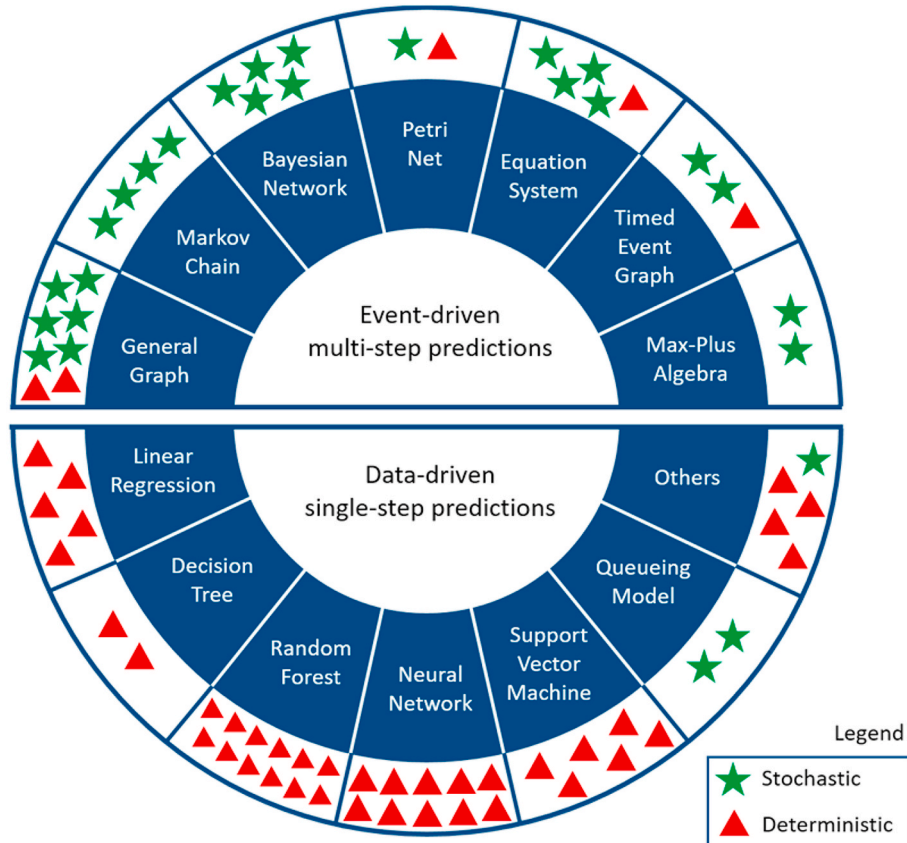 Petri
Net
Bayesian
Network
Equation
System
Markov
Chain
Timed
Event
Graph
General
Graph
Max-Plus
Algebra
Event-driven
multi-step predictions
Linear
Regression
Data-driven
single-step predictions
Others
Decision
Tree
Queueing
Model
Random
Forest
Neural
Network
Support
Vector
Machine
Legend
Stochastic
Deterministic